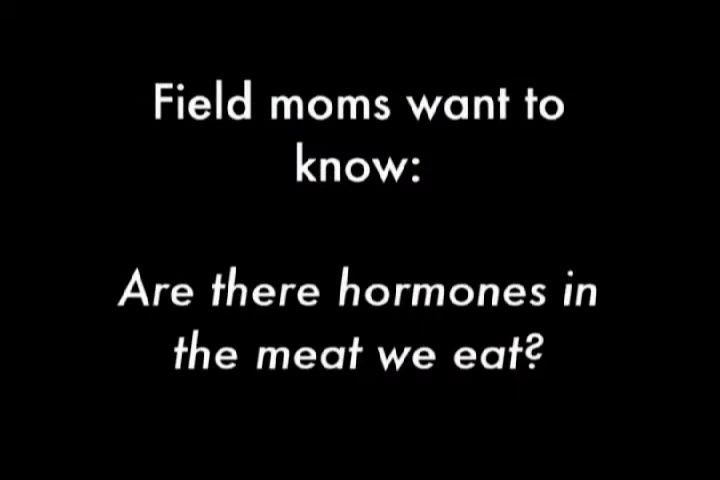 Field moms want to
know:
Are there hormones in
the meat we eat?